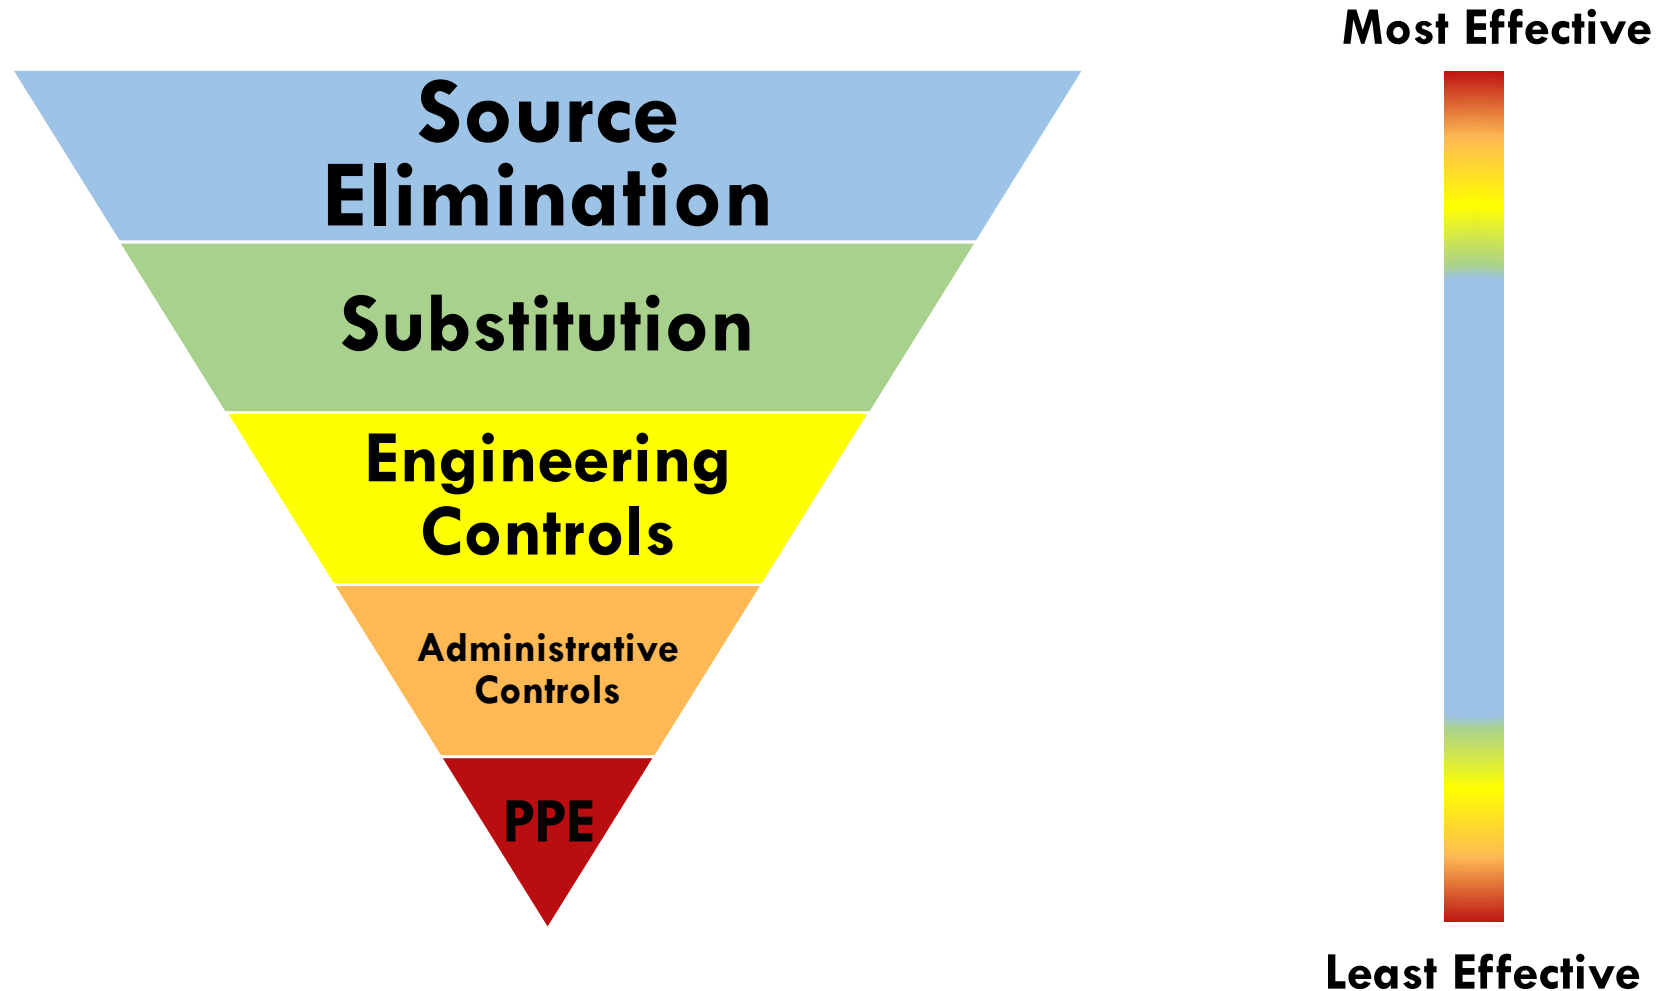 Most Effective
Source
Elimination
Substitution
Engineering
Controls
Administrative
Controls
PPE
Least Effective